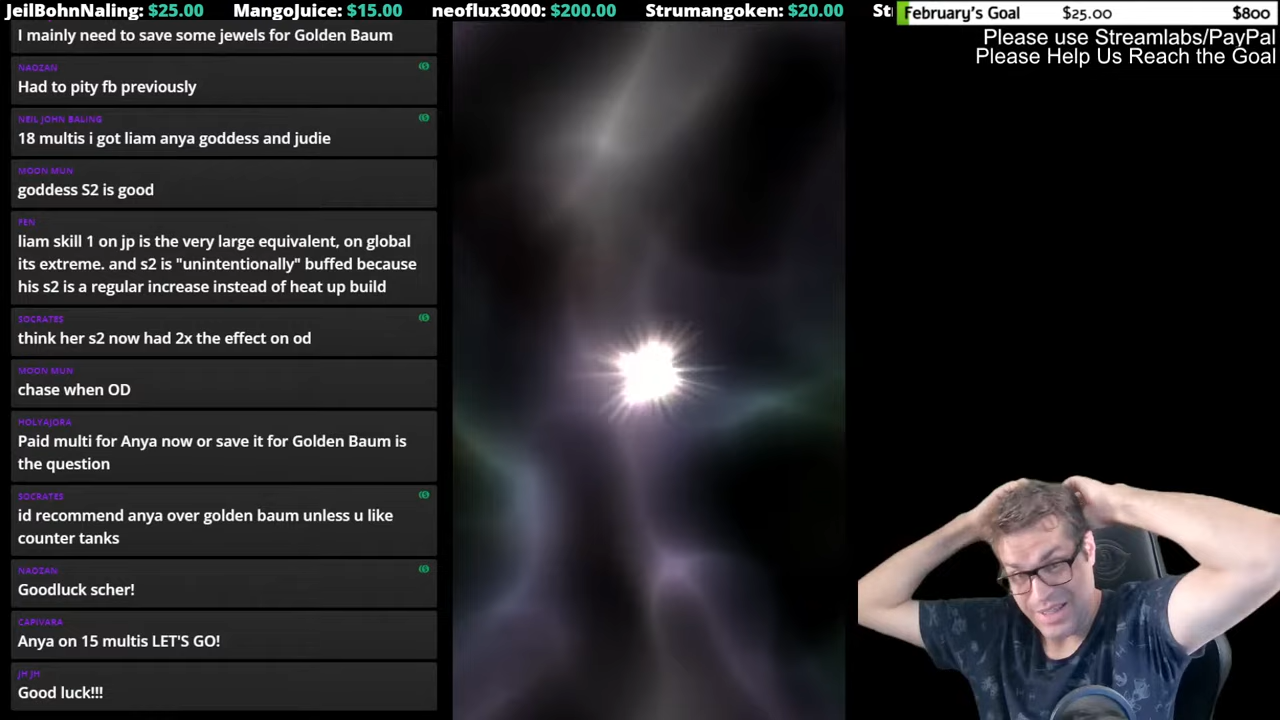 JeilBohnNaling: $25.00 MangoJuice: $15.00 neoflux3000: $200.00 Strumangoken: $20.00 St
February's Goal $25.00 $800
Please use Streamlabs/PayPal
Please Help Us Reach the Goal
I mainly need to save some jewels for Golden Baum
NAOZAN
Had to pity fb previously
NEIL JOHN BALING
18 multis i got liam anya goddess and judie
MOON MUN
goddess S2 is good
FEN
liam skill 1 on jp is the very large equivalent, on global
its extreme. and s2 is "unintentionally" buffed because
his s2 is a regular increase instead of heat up build
SOCRATES
think her s2 now had 2x the effect on od
MOON MUN
chase when OD
HOLYAJORA
Paid multi for Anya now or save it for Golden Baum is
the question
SOCRATES
id recommend anya over golden baum unless u like
counter tanks
NAOZAN
Goodluck scher!
CAPIVARA
Anya on 15 multis LET'S GO!
JH JH
Good luck!!!